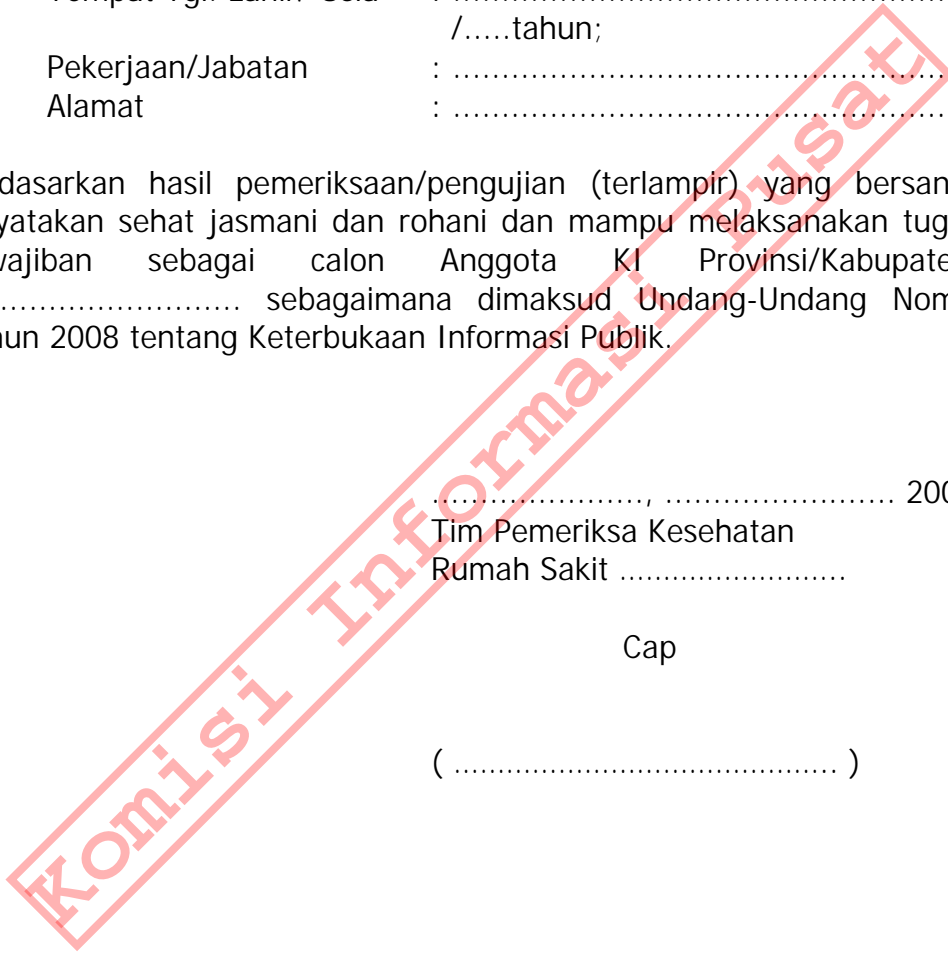 /.....tahun;
Pekerjaan/Jabatan : ................................................
Alamat : ................................................
dasarkan hasil pemeriksaan/pengujian (terlampir) yang bersan
yatakan sehat jasmani dan rohani dan mampu melaksanakan tug
wajiban sebagai calon Anggota KI Provinsi/Kabupate
........................ sebagaimana dimaksud Undang-Undang Nom
un 2008 tentang Keterbukaan Informasi Publik.
....................., ....................... 200
Tim Pemeriksa Kesehatan
Rumah Sakit ..........................
Cap
( ............................................ )
Komisi Informasi Pusat